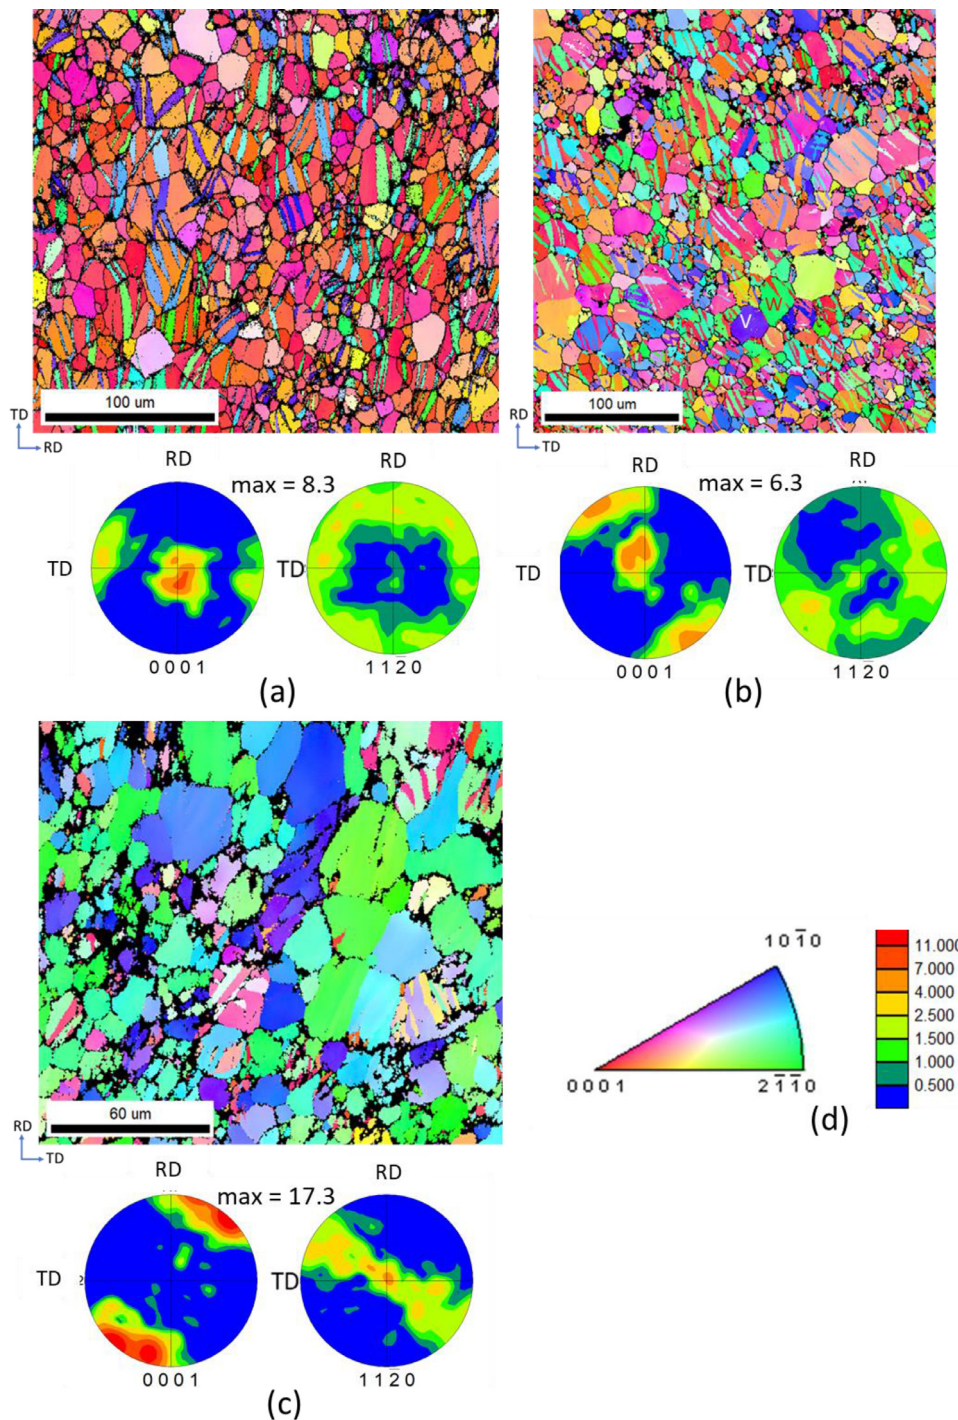 100 um
100 um
V
W
TD
RD
RD
TD
RD
RD
RD
...
max = 8.3
max = 6.3
TD
TD
TD
TD
0 0 0 1
1 1 2̅ 0
0 0 0 1
1 1 2̅ 0
(a)
(b)
60 um
RD
TD
RD
RD
...
max = 17.3
TD
TD
0 0 0 1
1 1 2̅ 0
(c)
1 0 1̅ 0
0 0 0 1
2 1̅ 1̅ 0
(d)
11.000
7.000
4.000
2.500
1.500
1.000
0.500